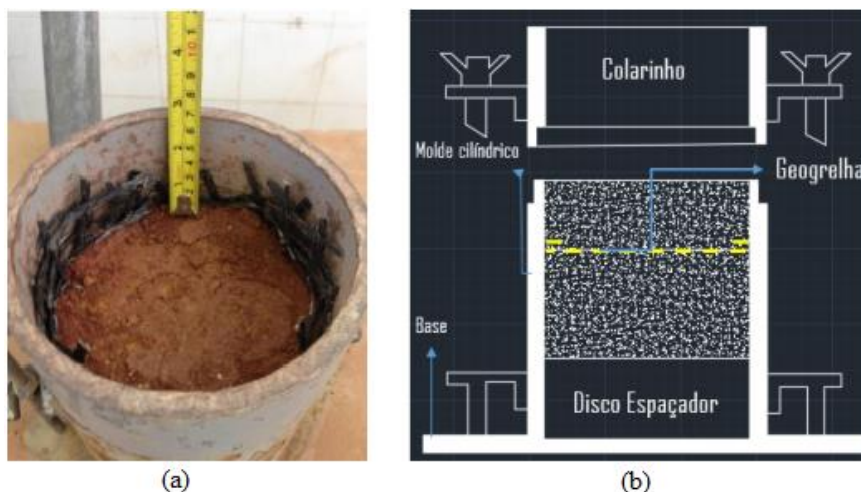 Colarinho
Molde cilíndrico
Geogrelha
Base
Disco Espaçador
(a)
(b)